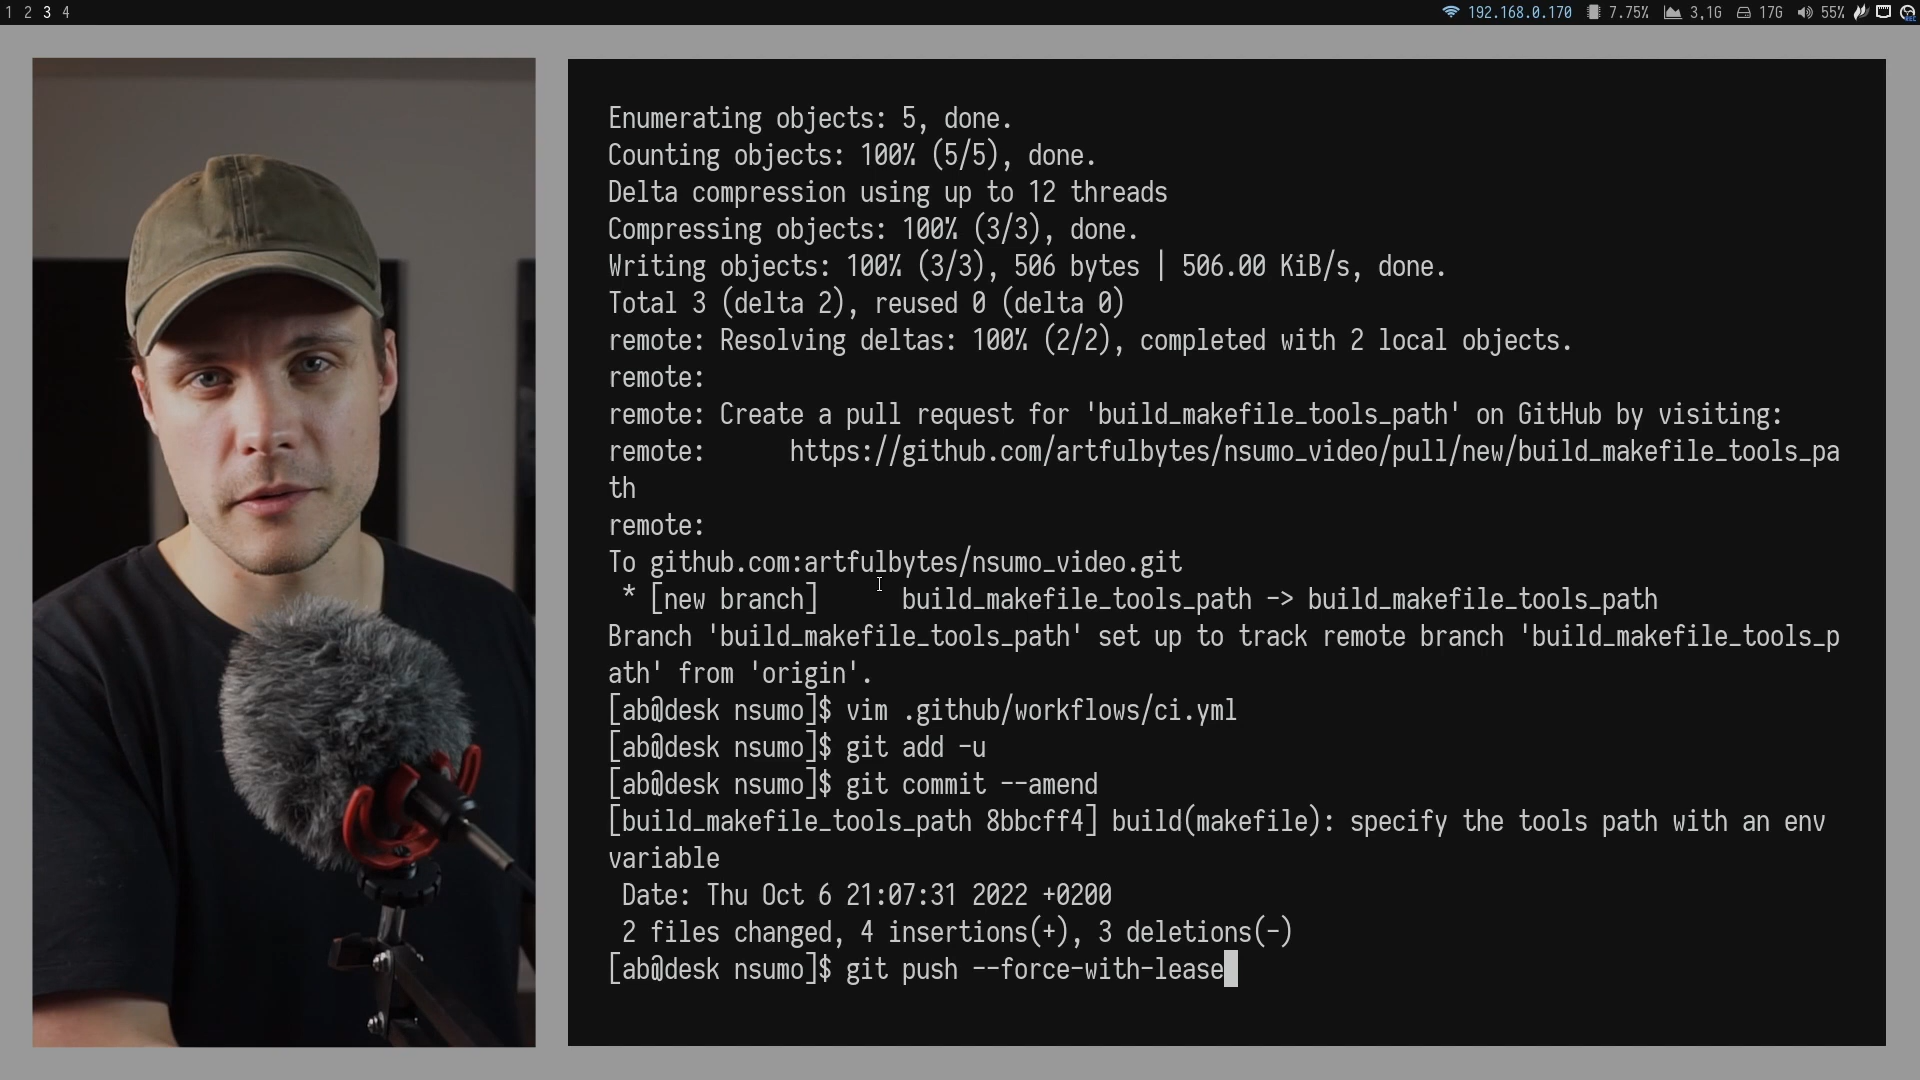 1 2 3 4
192.168.0.170 7.75% 3,1G 17G 55%
Enumerating objects: 5, done.
Counting objects: 100% (5/5), done.
Delta compression using up to 12 threads
Compressing objects: 100% (3/3), done.
Writing objects: 100% (3/3), 506 bytes | 506.00 KiB/s, done.
Total 3 (delta 2), reused 0 (delta 0)
remote: Resolving deltas: 100% (2/2), completed with 2 local objects.
remote:
remote: Create a pull request for 'build_makefile_tools_path' on GitHub by visiting:
remote:      https://github.com/artfulbytes/nsumo_video/pull/new/build_makefile_tools_pa
th
remote:
To github.com:artfulbytes/nsumo_video.git
 * [new branch]      build_makefile_tools_path -> build_makefile_tools_path
Branch 'build_makefile_tools_path' set up to track remote branch 'build_makefile_tools_p
ath' from 'origin'.
[ab@desk nsumo]$ vim .github/workflows/ci.yml
[ab@desk nsumo]$ git add -u
[ab@desk nsumo]$ git commit --amend
[build_makefile_tools_path 8bbcff4] build(makefile): specify the tools path with an env
variable
 Date: Thu Oct 6 21:07:31 2022 +0200
 2 files changed, 4 insertions(+), 3 deletions(-)
[ab@desk nsumo]$ git push --force-with-lease